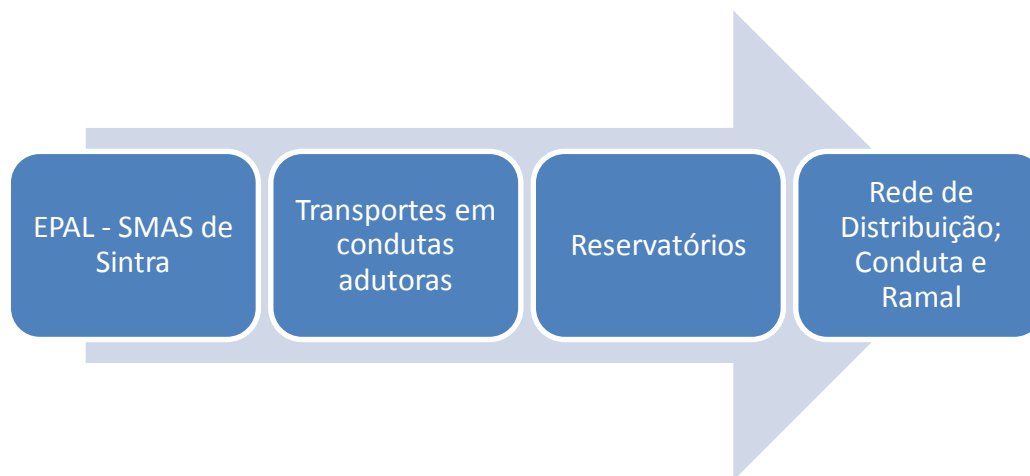 EPAL - SMAS de
Sintra
Transportes em
condutas
adutoras
Reservatórios
Rede de
Distribuição;
Conduta e
Ramal